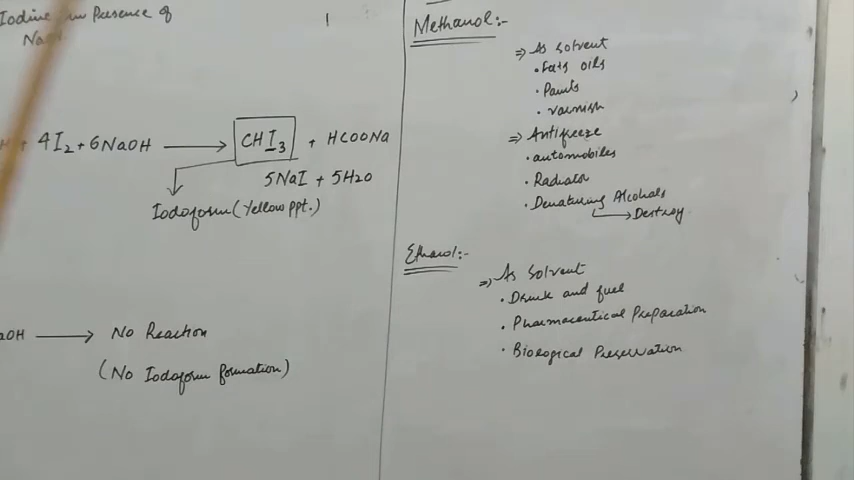 Iodine in Presence of
Na
+ 4I2 + 6NaOH → CHI3 + HCOONa
5NaI + 5H2O
Iodoform (Yellow ppt.)
OH → No Reaction
(No Iodoform formation)
Methanol:-
⇒ As solvent
• Fats oils
• Paints
• varnish
⇒ Antifreeze
• automobiles
• Radiator
• Denaturing Alcohols
→ Destroy
Ethanol:-
⇒ As Solvent
• Drink and fuel
• Pharmaceutical Preparation
• Biological Preservation